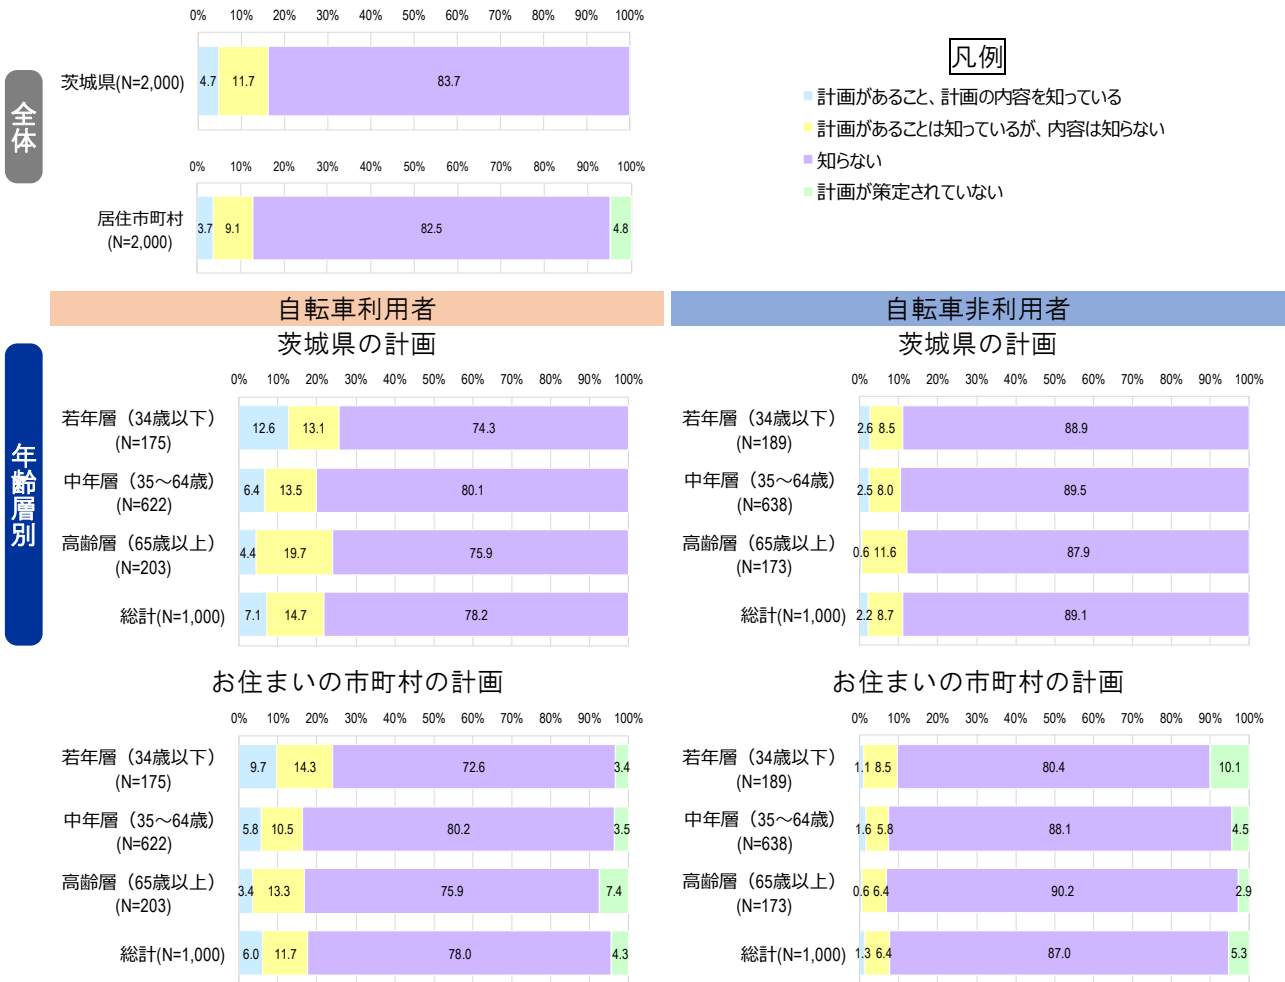 全体
0% 10% 20% 30% 40% 50% 60% 70% 80% 90% 100%
茨城県(N=2,000)
4.7 11.7 83.7
0% 10% 20% 30% 40% 50% 60% 70% 80% 90% 100%
居住市町村
(N=2,000)
3.7 9.1 82.5 4.8
凡例
計画があること、計画の内容を知っている
計画があることは知っているが、内容は知らない
知らない
計画が策定されていない
年齢層別
自転車利用者
茨城県の計画
0% 10% 20% 30% 40% 50% 60% 70% 80% 90% 100%
若年層（34歳以下）
(N=175)
12.6 13.1 74.3
中年層（35～64歳）
(N=622)
6.4 13.5 80.1
高齢層（65歳以上）
(N=203)
4.4 19.7 75.9
総計(N=1,000)
7.1 14.7 78.2
お住まいの市町村の計画
0% 10% 20% 30% 40% 50% 60% 70% 80% 90% 100%
若年層（34歳以下）
(N=175)
9.7 14.3 72.6 3.4
中年層（35～64歳）
(N=622)
5.8 10.5 80.2 3.5
高齢層（65歳以上）
(N=203)
3.4 13.3 75.9 7.4
総計(N=1,000)
6.0 11.7 78.0 4.3
自転車非利用者
茨城県の計画
0% 10% 20% 30% 40% 50% 60% 70% 80% 90% 100%
若年層（34歳以下）
(N=189)
2.6 8.5 88.9
中年層（35～64歳）
(N=638)
2.5 8.0 89.5
高齢層（65歳以上）
(N=173)
0.6 11.6 87.9
総計(N=1,000)
2.2 8.7 89.1
お住まいの市町村の計画
0% 10% 20% 30% 40% 50% 60% 70% 80% 90% 100%
若年層（34歳以下）
(N=189)
1.1 8.5 80.4 10.1
中年層（35～64歳）
(N=638)
1.6 5.8 88.1 4.5
高齢層（65歳以上）
(N=173)
0.6 6.4 90.2 2.9
総計(N=1,000)
1.3 6.4 87.0 5.3